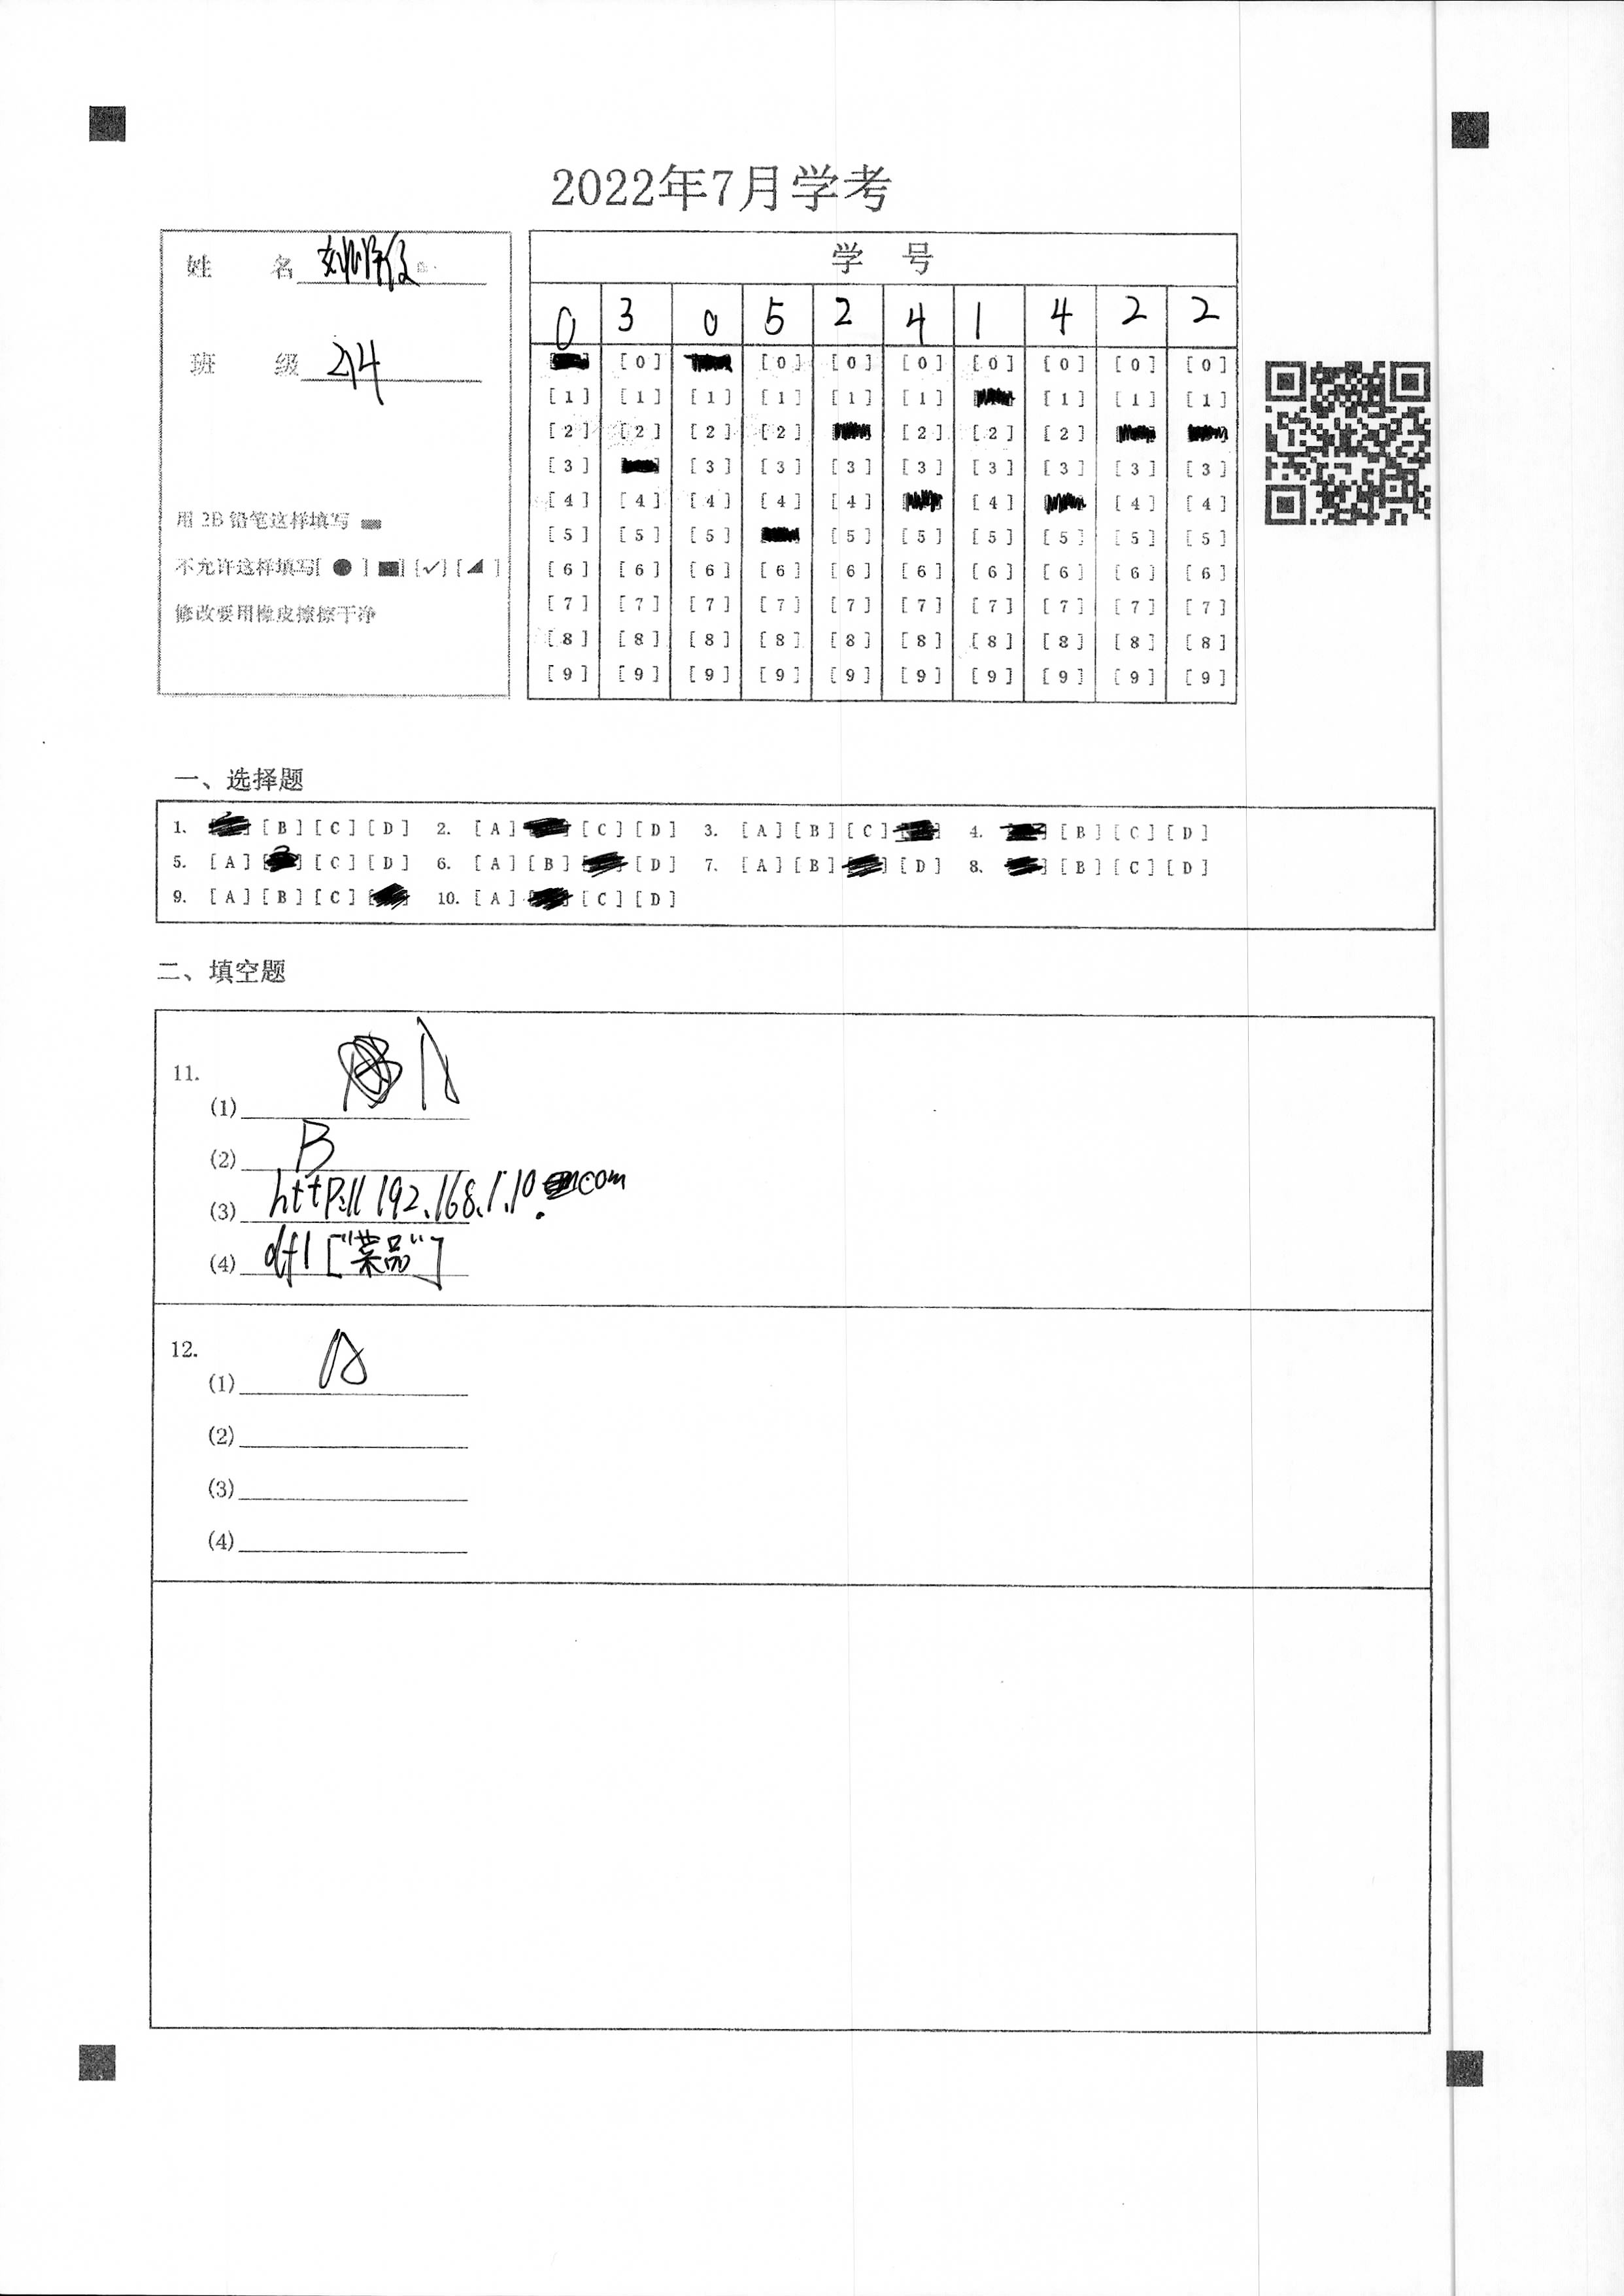 2022年7月学考
姓 名 姚
班 级 214
用 2B 铅笔这样填写
不允许这样填写[ ● ] [■] [✓] [◢ ]
修改要用橡皮擦擦干净
学 号
0 3 0 5 2 4 1 4 2 2
[0] [0] [0] [0] [0] [0] [0] [0]
[1] [1] [1] [1] [1] [1] [1] [1] [1]
[2] [2] [2] [2] [2] [2] [2]
[3] [3] [3] [3] [3] [3] [3] [3] [3]
[4] [4] [4] [4] [4] [4] [4] [4]
[5] [5] [5] [5] [5] [5] [5] [5] [5]
[6] [6] [6] [6] [6] [6] [6] [6] [6] [6]
[7] [7] [7] [7] [7] [7] [7] [7] [7] [7]
[8] [8] [8] [8] [8] [8] [8] [8] [8] [8]
[9] [9] [9] [9] [9] [9] [9] [9] [9] [9]
一、选择题
1. [B] [C] [D] 2. [A] [C] [D] 3. [A] [B] [C] 4. [B] [C] [D]
5. [A] [C] [D] 6. [A] [B] [D] 7. [A] [B] [D] 8. [B] [C] [D]
9. [A] [B] [C] 10. [A] [C] [D]
二、填空题
11.
(1) A
(2) B
(3) http:// 192.168.1.10.com
(4) df1["菜品"]
12.
(1) A
(2)
(3)
(4)